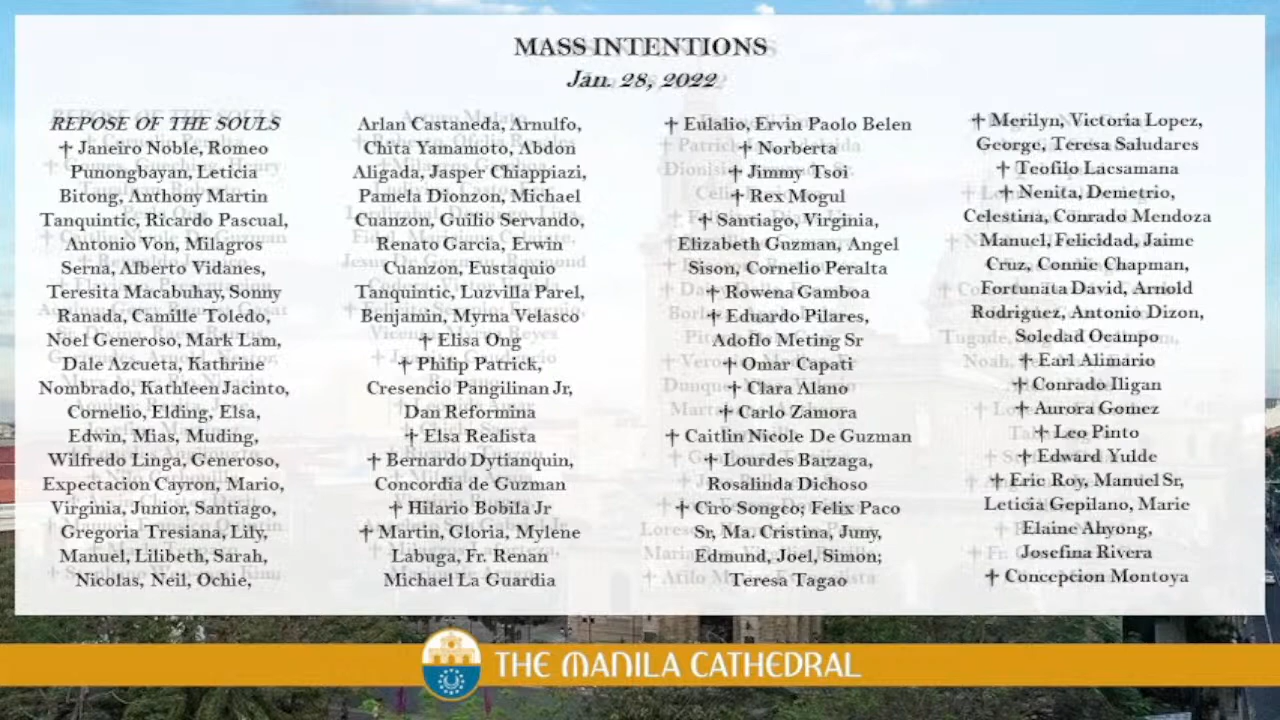 MASS INTENTIONS
Jan. 28, 2022
REPOSE OF THE SOULS
✝ Janeiro Noble, Romeo
Punongbayan, Leticia
Bitong, Anthony Martin
Tanquintic, Ricardo Pascual,
Antonio Von, Milagros
Serna, Alberto Vidanes,
Teresita Macabuhay, Sonny
Ranada, Camille Toledo,
Noel Generoso, Mark Lam,
Dale Azcueta, Kathrine
Nombrado, Kathleen Jacinto,
Cornelio, Elding, Elsa,
Edwin, Mias, Muding,
Wilfredo Linga, Generoso,
Expectacion Cayron, Mario,
Virginia, Junior, Santiago,
Gregoria Tresiana, Lily,
Manuel, Lilibeth, Sarah,
Nicolas, Neil, Ochie,
Arlan Castaneda, Arnulfo,
Chita Yamamoto, Abdon
Aligada, Jasper Chiappiazi,
Pamela Dionzon, Michael
Cuanzon, Guilio Servando,
Renato Garcia, Erwin
Cuanzon, Eustaquio
Tanquintic, Luzvilla Parel,
Benjamin, Myrna Velasco
✝ Elisa Ong
✝ Philip Patrick,
Cresencio Pangilinan Jr,
Dan Reformina
✝ Elsa Realista
✝ Bernardo Dytianquin,
Concordia de Guzman
✝ Hilario Bobila Jr
✝ Martin, Gloria, Mylene
Labuga, Fr. Renan
Michael La Guardia
✝ Eulalio, Ervin Paolo Belen
✝ Norberta
✝ Jimmy Tsoi
✝ Rex Mogul
✝ Santiago, Virginia,
Elizabeth Guzman, Angel
Sison, Cornelio Peralta
✝ Rowena Gamboa
✝ Eduardo Pilares,
Adoflo Meting Sr
✝ Omar Capati
✝ Clara Alano
✝ Carlo Zamora
✝ Caitlin Nicole De Guzman
✝ Lourdes Barzaga,
Rosalinda Dichoso
✝ Ciro Songco, Felix Paco
Sr, Ma. Cristina, Juny,
Edmund, Joel, Simon;
Teresa Tagao
✝ Merilyn, Victoria Lopez,
George, Teresa Saludares
✝ Teofilo Lacsamana
✝ Nenita, Demetrio,
Celestina, Conrado Mendoza
Manuel, Felicidad, Jaime
Cruz, Connie Chapman,
Fortunata David, Arnold
Rodriguez, Antonio Dizon,
Soledad Ocampo
✝ Earl Alimario
✝ Conrado Iligan
✝ Aurora Gomez
✝ Leo Pinto
✝ Edward Yulde
✝ Eric Roy, Manuel Sr,
Leticia Gepilano, Marie
Elaine Ahyong,
Josefina Rivera
✝ Concepcion Montoya
THE MANILA CATHEDRAL